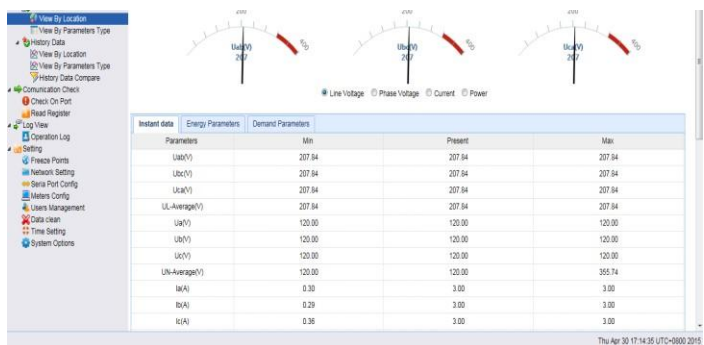 View By Location
View By Parameters Type
History Data
View By Location
View By Parameters Type
History Data Compare
Comunication Check
Check On Port
Read Register
Log View
Operation Log
Setting
Freeze Points
Network Setting
Seria Port Config
Meters Config
Users Management
Data clean
Time Setting
System Options
200 200 200
400 400 400
Uab(V) Ubc(V) Uca(V)
207 207 207
Line Voltage Phase Voltage Current Power
Instant data Energy Parameters Demand Parameters
Parameters Min Present Max
Uab(V) 207.84 207.84 207.84
Ubc(V) 207.84 207.84 207.84
Uca(V) 207.84 207.84 207.84
UL-Average(V) 207.84 207.84 207.84
Ua(V) 120.00 120.00 120.00
Ub(V) 120.00 120.00 120.00
Uc(V) 120.00 120.00 120.00
UN-Average(V) 120.00 120.00 355.74
Ia(A) 0.30 3.00 3.00
Ib(A) 0.29 3.00 3.00
Ic(A) 0.36 3.00 3.00
Thu Apr 30 17:14:35 UTC+0800 2015